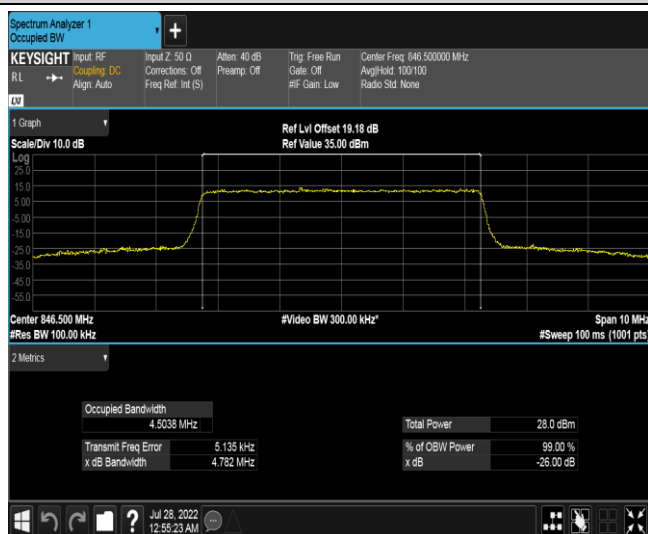 Spectrum Analyzer 1
Occupied BW
+
KEYSIGHT
RL
LXI
Input: RF
Coupling: DC
Align: Auto
Input Z: 50 Ω
Corrections: Off
Freq Ref: Int (S)
Atten: 40 dB
Preamp: Off
Trig: Free Run
Gate: Off
#IF Gain: Low
Center Freq: 846.500000 MHz
Avg|Hold: 100/100
Radio Std: None
1 Graph
Scale/Div 10.0 dB
Ref Lvl Offset 19.18 dB
Ref Value 35.00 dBm
Log
25.0
15.0
5.00
-5.00
-15.0
-25.0
-35.0
-45.0
-55.0
Center 846.500 MHz
#Res BW 100.00 kHz
#Video BW 300.00 kHz*
Span 10 MHz
#Sweep 100 ms (1001 pts)
2 Metrics
Occupied Bandwidth
4.5038 MHz
Transmit Freq Error 5.135 kHz
x dB Bandwidth 4.782 MHz
Total Power 28.0 dBm
% of OBW Power 99.00 %
x dB -26.00 dB
?
Jul 28, 2022
12:55:23 AM